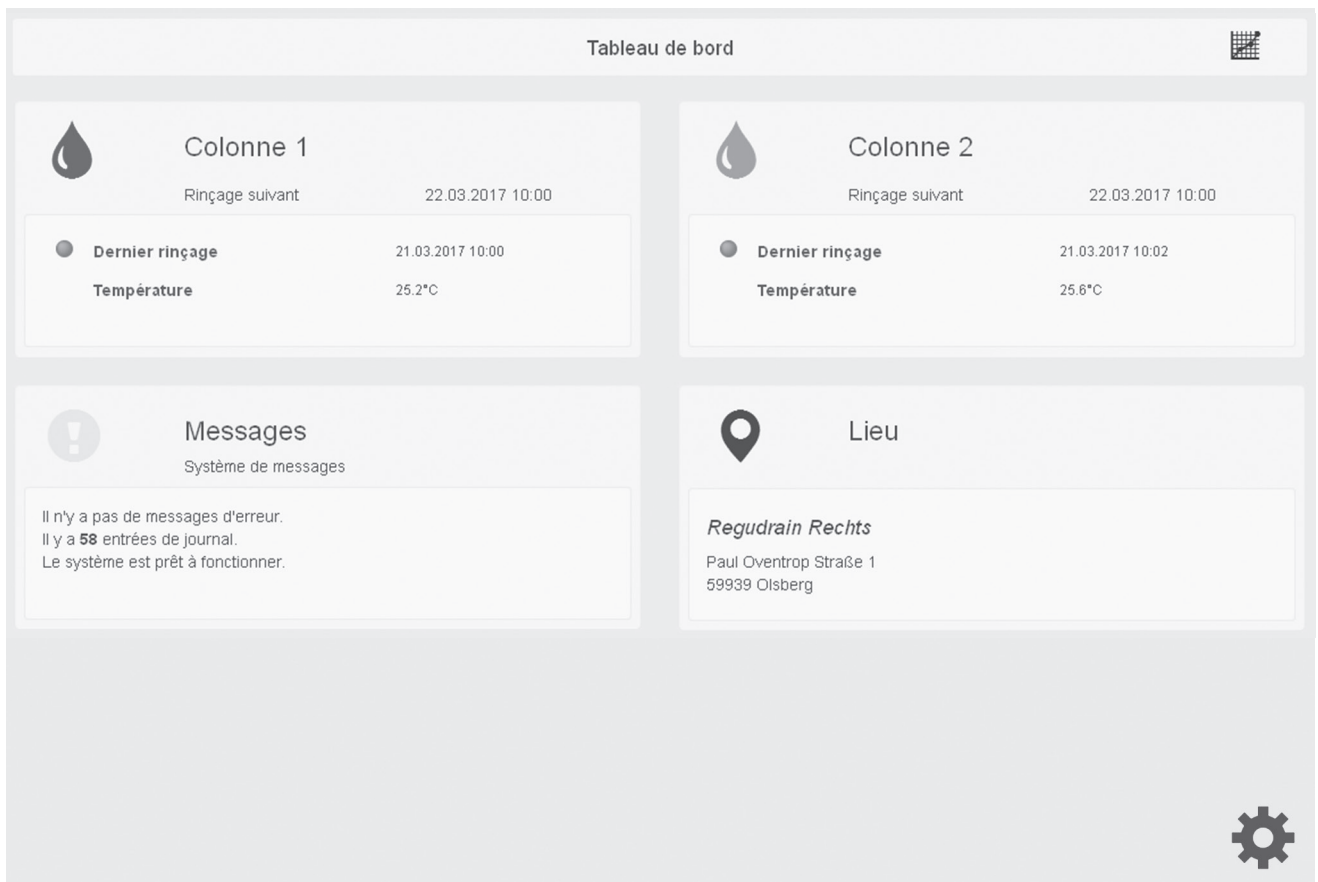 Tableau de bord
Colonne 1
Rinçage suivant 22.03.2017 10:00
Dernier rinçage 21.03.2017 10:00
Température 25.2°C
Colonne 2
Rinçage suivant 22.03.2017 10:00
Dernier rinçage 21.03.2017 10:02
Température 25.6°C
Messages
Système de messages
Il n'y a pas de messages d'erreur.
Il y a 58 entrées de journal.
Le système est prêt à fonctionner.
Lieu
Regudrain Rechts
Paul Oventrop Straße 1
59939 Olsberg